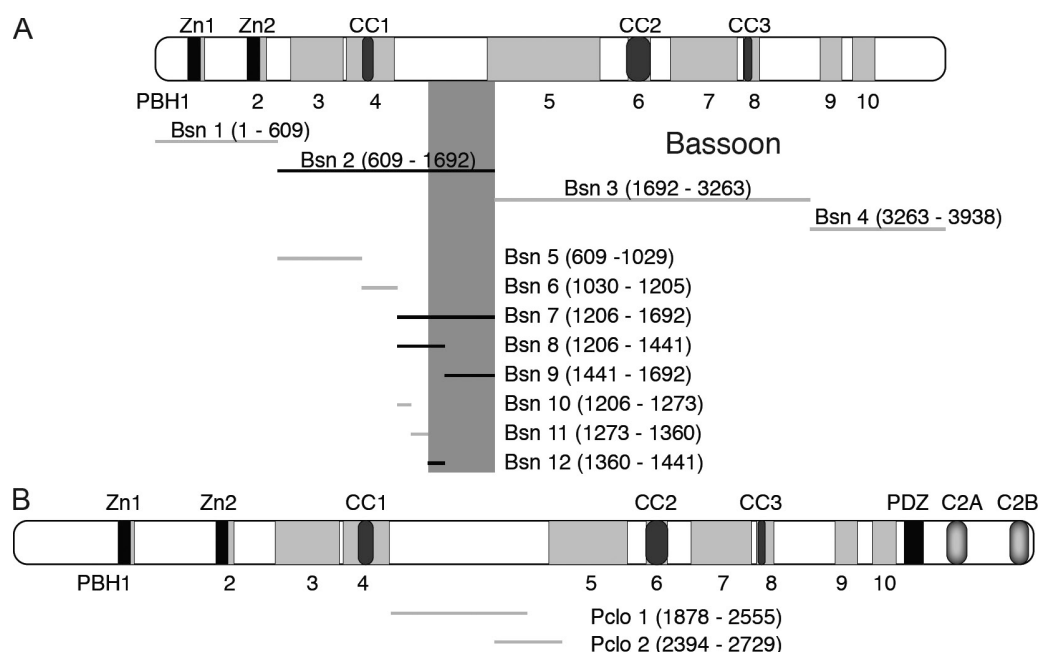 A
Zn1 Zn2 CC1 CC2 CC3
PBH1 2 3 4 5 6 7 8 9 10
Bsn 1 (1 - 609)
Bassoon
Bsn 2 (609 - 1692)
Bsn 3 (1692 - 3263)
Bsn 4 (3263 - 3938)
Bsn 5 (609 -1029)
Bsn 6 (1030 - 1205)
Bsn 7 (1206 - 1692)
Bsn 8 (1206 - 1441)
Bsn 9 (1441 - 1692)
Bsn 10 (1206 - 1273)
Bsn 11 (1273 - 1360)
Bsn 12 (1360 - 1441)
B
Zn1 Zn2 CC1 CC2 CC3 PDZ C2A C2B
PBH1 2 3 4 5 6 7 8 9 10
Pclo 1 (1878 - 2555)
Pclo 2 (2394 - 2729)